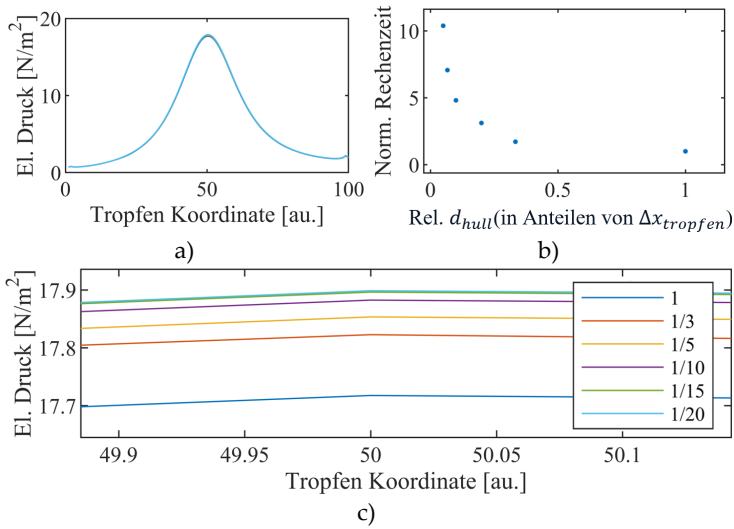 El. Druck [N/m²]
20
10
0
0
50
100
Tropfen Koordinate [au.]
a)
Norm. Rechenzeit
10
5
0
0
0.5
1
Rel. d_hull(in Anteilen von Δx_tropfen)
b)
El. Druck [N/m²]
17.9
17.8
17.7
49.9
49.95
50
50.05
50.1
Tropfen Koordinate [au.]
1
1/3
1/5
1/10
1/15
1/20
c)